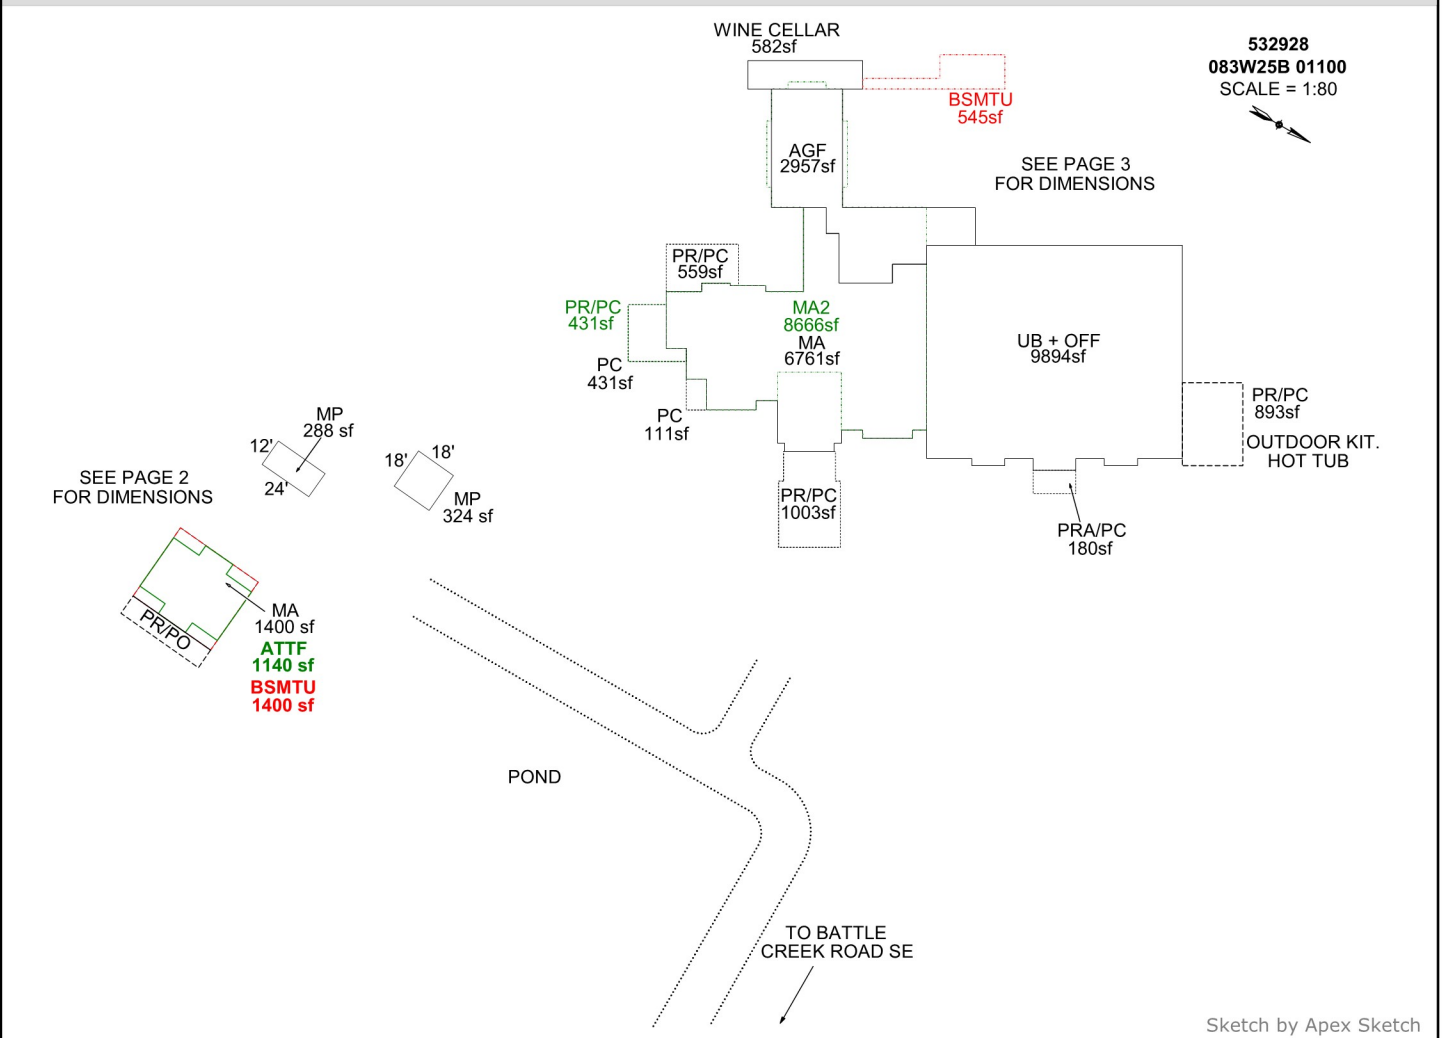 WINE CELLAR
582sf
532928
083W25B 01100
SCALE = 1:80
BSMTU
545sf
AGF
2957sf
SEE PAGE 3
FOR DIMENSIONS
PR/PC
559sf
PR/PC
431sf
MA2
8666sf
MA
6761sf
UB + OFF
9894sf
PC
431sf
PC
111sf
PR/PC
893sf
OUTDOOR KIT.
HOT TUB
MP
288 sf
12'
24'
18'
18'
MP
324 sf
SEE PAGE 2
FOR DIMENSIONS
PR/PC
1003sf
PRA/PC
180sf
PR/PO
MA
1400 sf
ATTF
1140 sf
BSMTU
1400 sf
POND
TO BATTLE
CREEK ROAD SE
Sketch by Apex Sketch